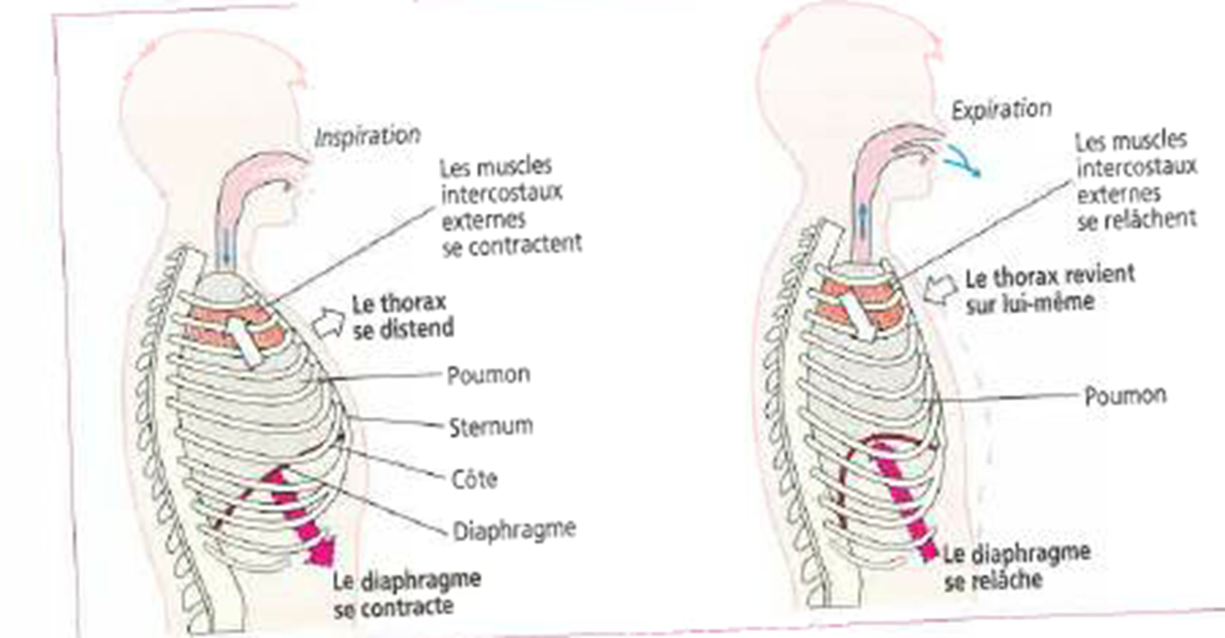 Inspiration
Les muscles
intercostaux
externes
se contractent
Le thorax
se distend
Poumon
Sternum
Côte
Diaphragme
Le diaphragme
se contracte
Expiration
Les muscles
intercostaux
externes
se relâchent
Le thorax revient
sur lui-même
Poumon
Le diaphragme
se relâche